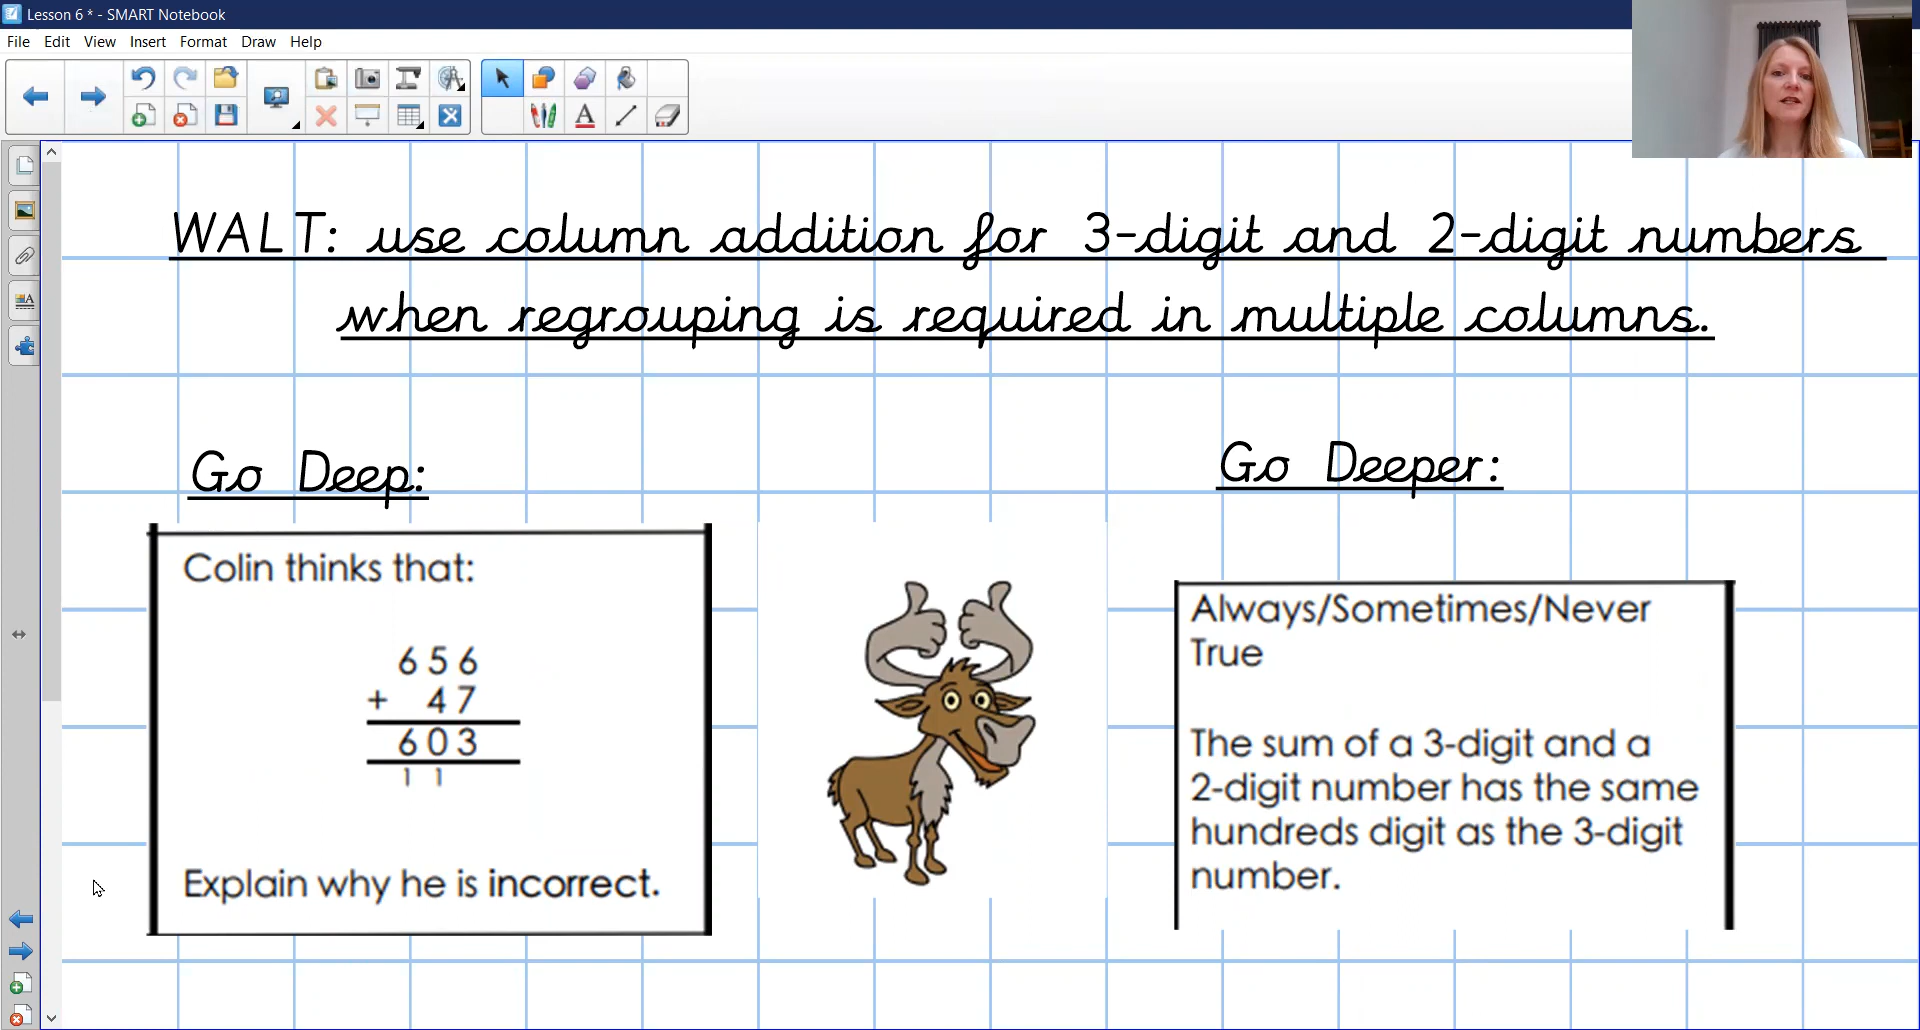 Lesson 6 * - SMART Notebook
File Edit View Insert Format Draw Help
WALT: use column addition for 3-digit and 2-digit numbers
when regrouping is required in multiple columns.
Go Deep:
Colin thinks that:
656
+ 47
603
1 1
Explain why he is incorrect.
Go Deeper:
Always/Sometimes/Never
True
The sum of a 3-digit and a
2-digit number has the same
hundreds digit as the 3-digit
number.